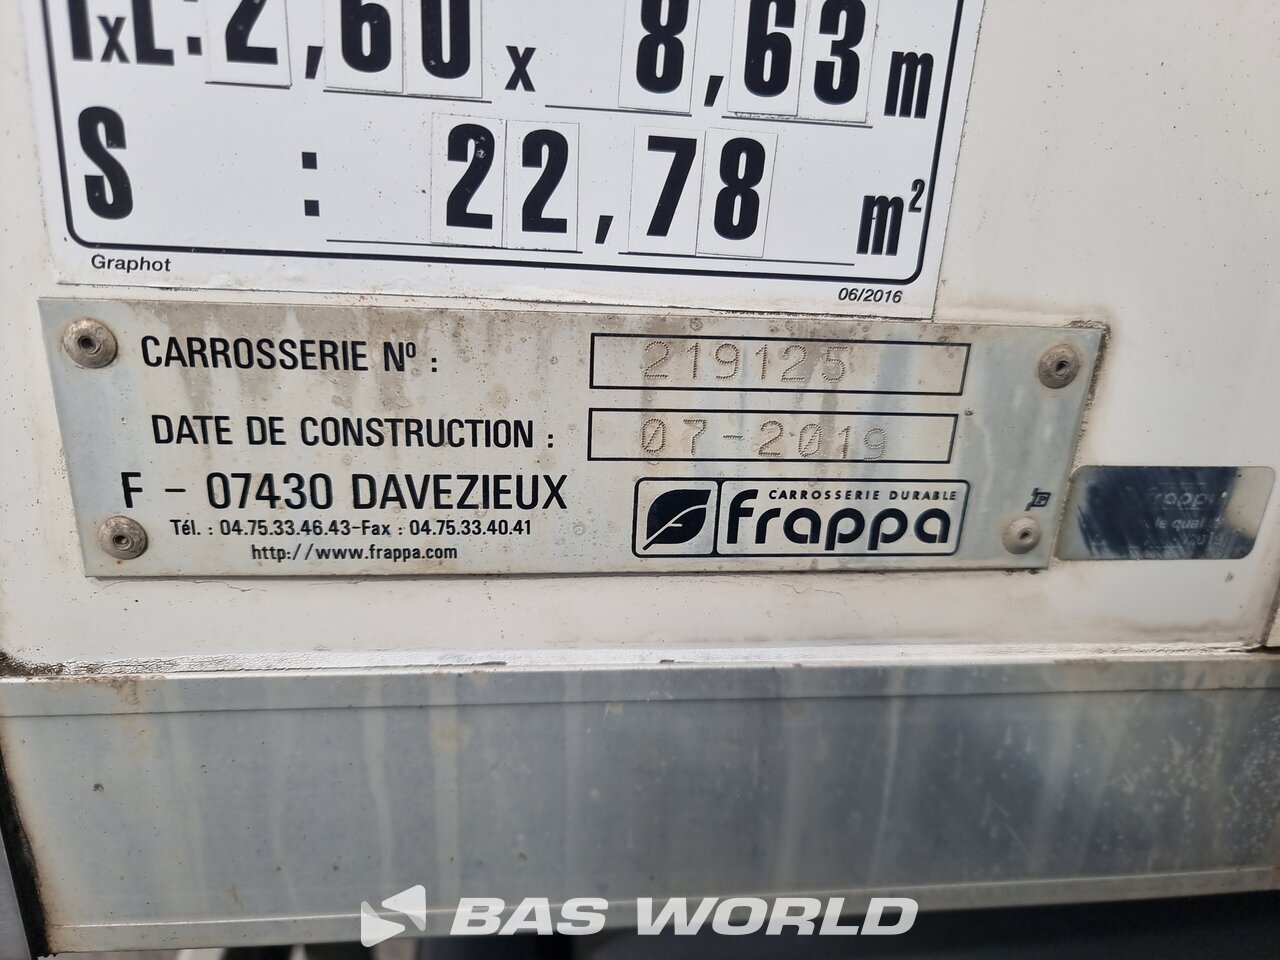 lxL: 2,60 x 8,63 m
S : 22,78 m²
Graphot
06/2016
CARROSSERIE Nº : 219125
DATE DE CONSTRUCTION : 07-2019
F - 07430 DAVEZIEUX
Tél. : 04.75.33.46.43-Fax : 04.75.33.40.41
http://www.frappa.com
CARROSSERIE DURABLE
frappa
BAS WORLD